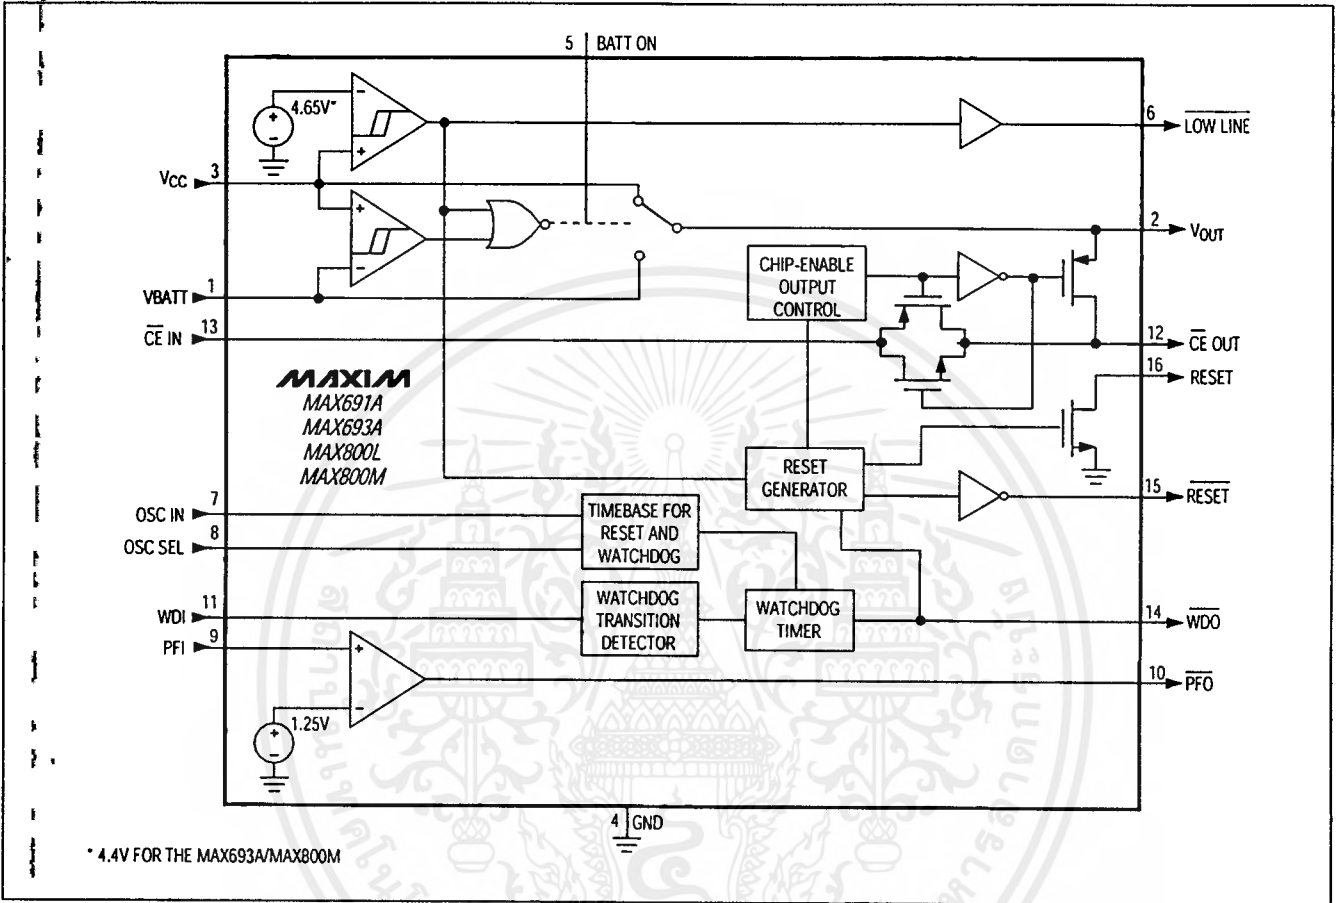 5 BATT ON
4.65V*
6 LOW LINE
VCC 3
2 VOUT
CHIP-ENABLE
OUTPUT
CONTROL
VBATT 1
CE IN 13
12 CE OUT
16 RESET
MAXIM
MAX691A
MAX693A
MAX800L
MAX800M
RESET
GENERATOR
15 RESET
OSC IN 7
OSC SEL 8
TIMEBASE FOR
RESET AND
WATCHDOG
WDI 11
WATCHDOG
TRANSITION
DETECTOR
WATCHDOG
TIMER
14 WDO
PFI 9
10 PFO
1.25V
4 GND
* 4.4V FOR THE MAX693A/MAX800M